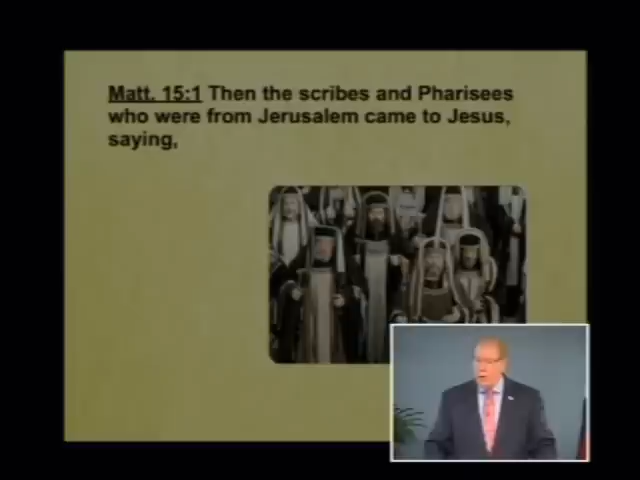 Matt. 15:1 Then the scribes and Pharisees
who were from Jerusalem came to Jesus,
saying,